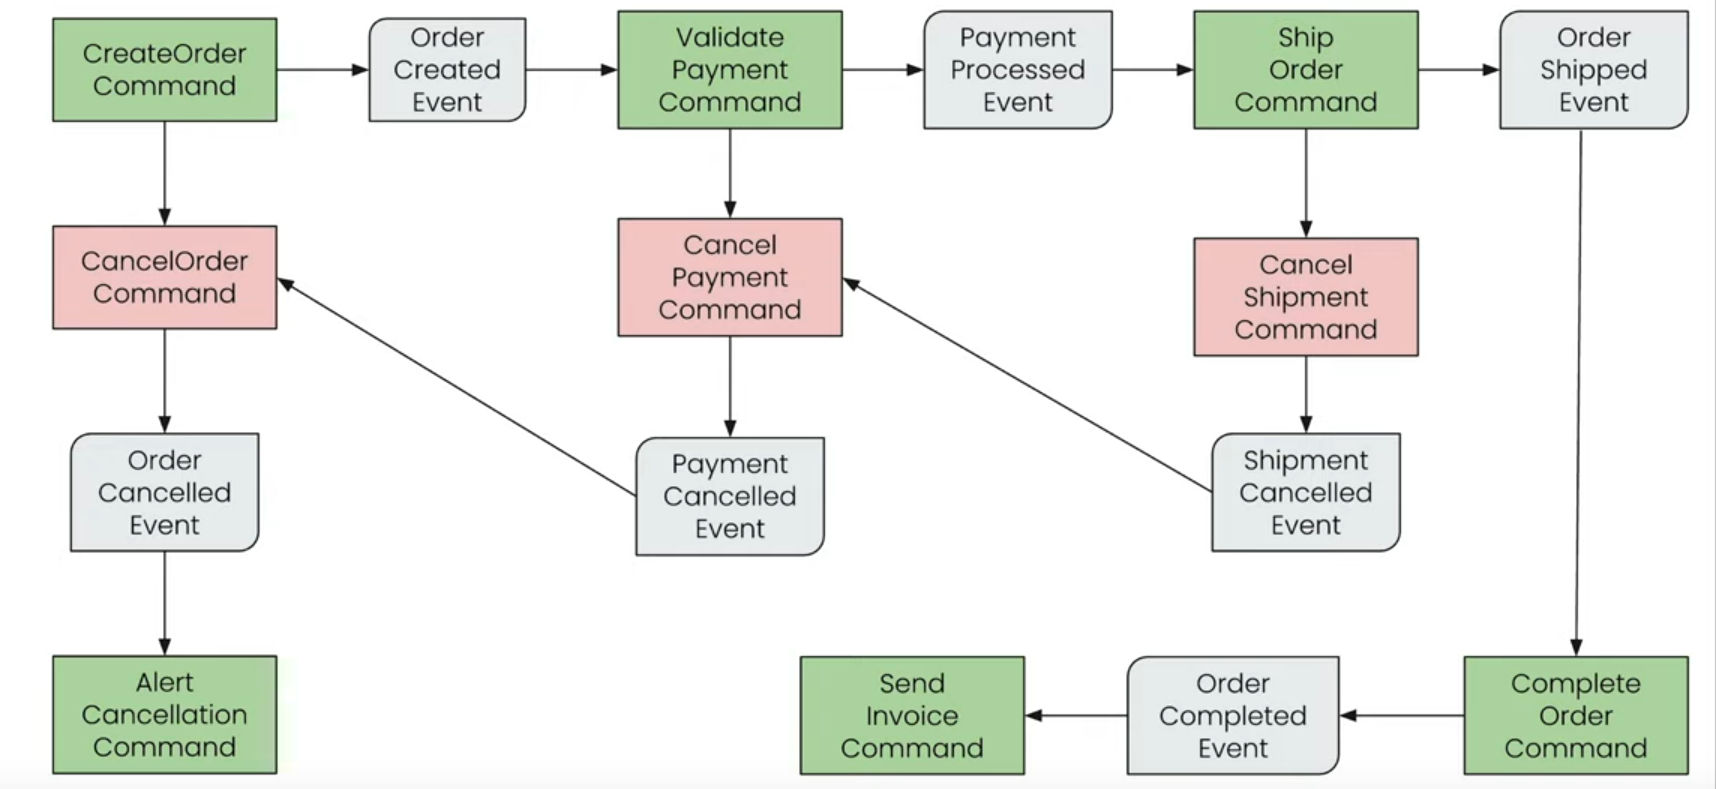 CreateOrder
Command
Order
Created
Event
Validate
Payment
Command
Payment
Processed
Event
Ship
Order
Command
Order
Shipped
Event
CancelOrder
Command
Cancel
Payment
Command
Cancel
Shipment
Command
Order
Cancelled
Event
Payment
Cancelled
Event
Shipment
Cancelled
Event
Alert
Cancellation
Command
Send
Invoice
Command
Order
Completed
Event
Complete
Order
Command